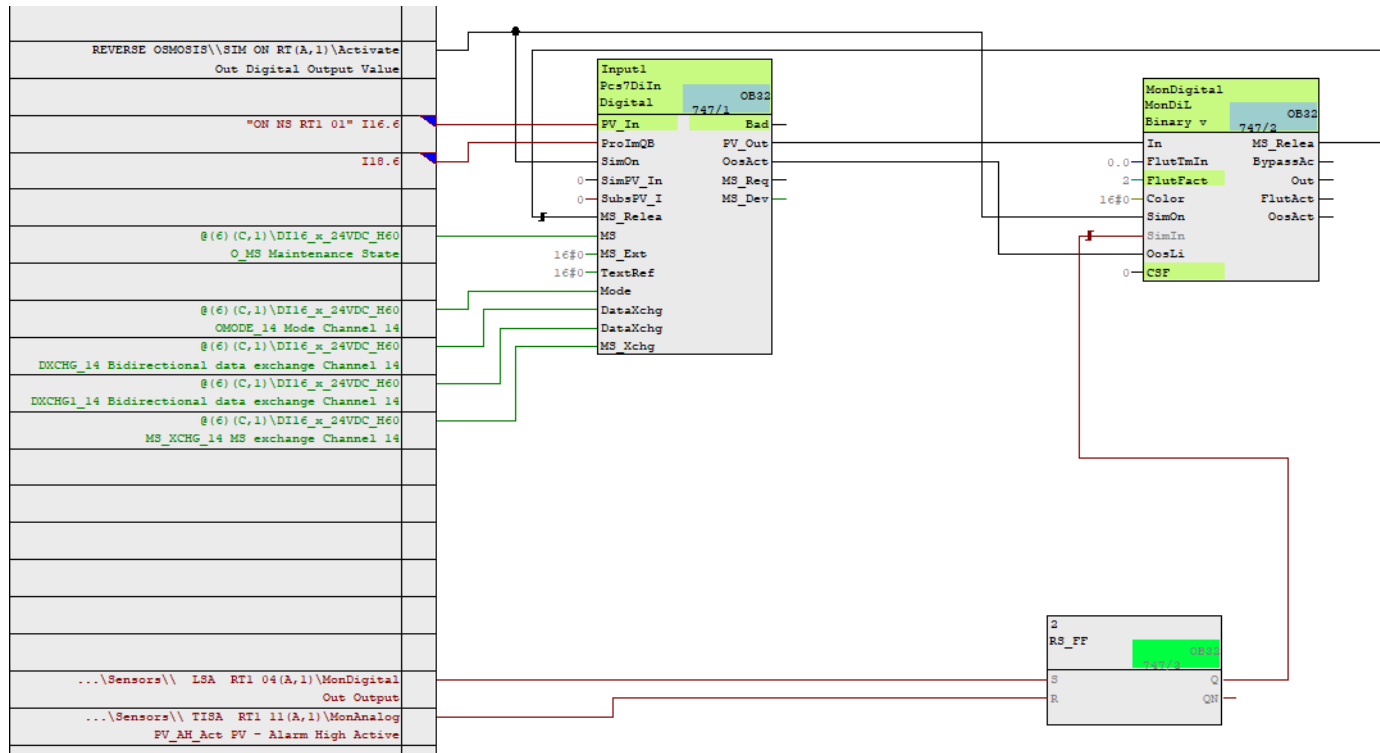 REVERSE OSMOSIS\\SIM ON RT(A,1)\Activate
Out Digital Output Value
"ON NS RT1 01" I16.6
I18.6
@(6)(C,1)\DI16_x_24VDC_H60
O_MS Maintenance State
@(6)(C,1)\DI16_x_24VDC_H60
OMODE_14 Mode Channel 14
@(6)(C,1)\DI16_x_24VDC_H60
DXCHG_14 Bidirectional data exchange Channel 14
@(6)(C,1)\DI16_x_24VDC_H60
DXCHG1_14 Bidirectional data exchange Channel 14
@(6)(C,1)\DI16_x_24VDC_H60
MS_XCHG_14 MS exchange Channel 14
...\Sensors\\ LSA RT1 04(A,1)\MonDigital
Out Output
...\Sensors\\ TISA RT1 11(A,1)\MonAnalog
PV_AH_Act PV - Alarm High Active
Input1
Pcs7DiIn
Digital
OB32
747/1
PV_In Bad
ProImQB PV_Out
SimOn OosAct
0 SimPV_In MS_Req
0 SubsPV_I MS_Dev
MS_Relea
MS
16#0 MS_Ext
16#0 TextRef
Mode
DataXchg
DataXchg
MS_Xchg
MonDigital
MonDiL
Binary v
OB32
747/2
In MS_Relea
0.0 FlutTmIn BypassAc
2 FlutFact Out
16#0 Color FlutAct
SimOn OosAct
SimIn
OosLi
0 CSF
2
RS_FF
OB32
747/3
S Q
R QN